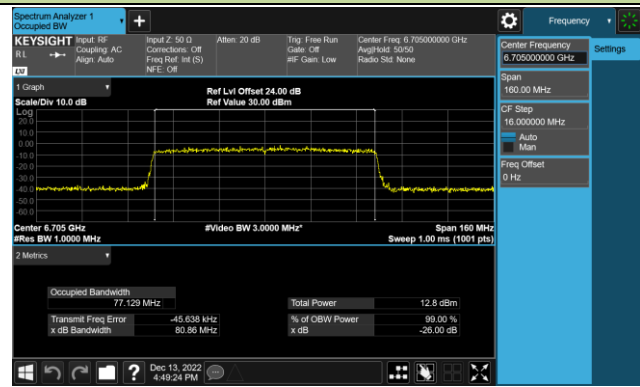 Spectrum Analyzer 1
Occupied BW
Frequency
KEYSIGHT
RL
LXI
Input: RF
Coupling: AC
Align: Auto
Input Z: 50 Ω
Corrections: Off
Freq Ref: Int (S)
NFE: Off
Atten: 20 dB
Trig: Free Run
Gate: Off
#IF Gain: Low
Center Freq: 6.705000000 GHz
Avg|Hold: 50/50
Radio Std: None
Center Frequency
6.705000000 GHz
Settings
Span
160.00 MHz
CF Step
16.000000 MHz
Auto
Man
Freq Offset
0 Hz
1 Graph
Scale/Div 10.0 dB
Ref Lvl Offset 24.00 dB
Ref Value 30.00 dBm
Log
20.0
10.0
0.00
-10.0
-20.0
-30.0
-40.0
-50.0
-60.0
Center 6.705 GHz
#Res BW 1.0000 MHz
#Video BW 3.0000 MHz*
Span 160 MHz
Sweep 1.00 ms (1001 pts)
2 Metrics
Occupied Bandwidth
77.129 MHz
Transmit Freq Error -45.638 kHz
x dB Bandwidth 80.86 MHz
Total Power 12.8 dBm
% of OBW Power 99.00 %
x dB -26.00 dB
?
Dec 13, 2022
4:49:24 PM